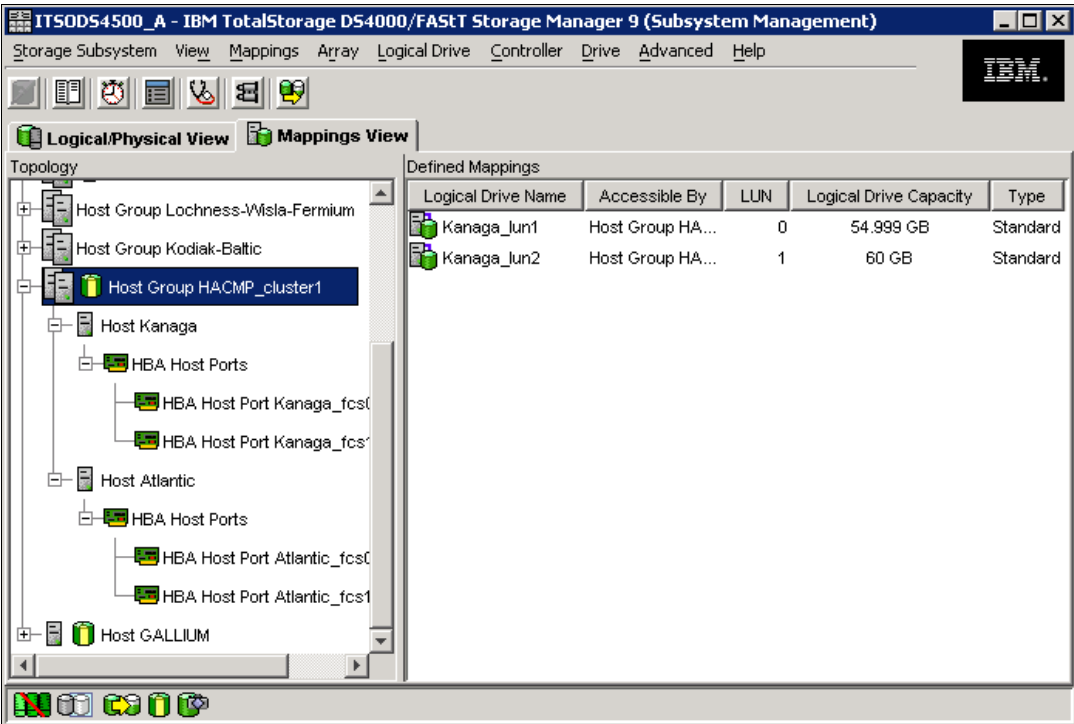 ITSODS4500_A - IBM TotalStorage DS4000/FAStT Storage Manager 9 (Subsystem Management)
Storage Subsystem View Mappings Array Logical Drive Controller Drive Advanced Help
IBM.
Logical/Physical View Mappings View
Topology
Host Group Lochness-Wisla-Fermium
Host Group Kodiak-Baltic
Host Group HACMP_cluster1
Host Kanaga
HBA Host Ports
HBA Host Port Kanaga_fcs0
HBA Host Port Kanaga_fcs1
Host Atlantic
HBA Host Ports
HBA Host Port Atlantic_fcs0
HBA Host Port Atlantic_fcs1
Host GALLIUM
Defined Mappings
Logical Drive Name Accessible By LUN Logical Drive Capacity Type
Kanaga_lun1 Host Group HA... 0 54.999 GB Standard
Kanaga_lun2 Host Group HA... 1 60 GB Standard